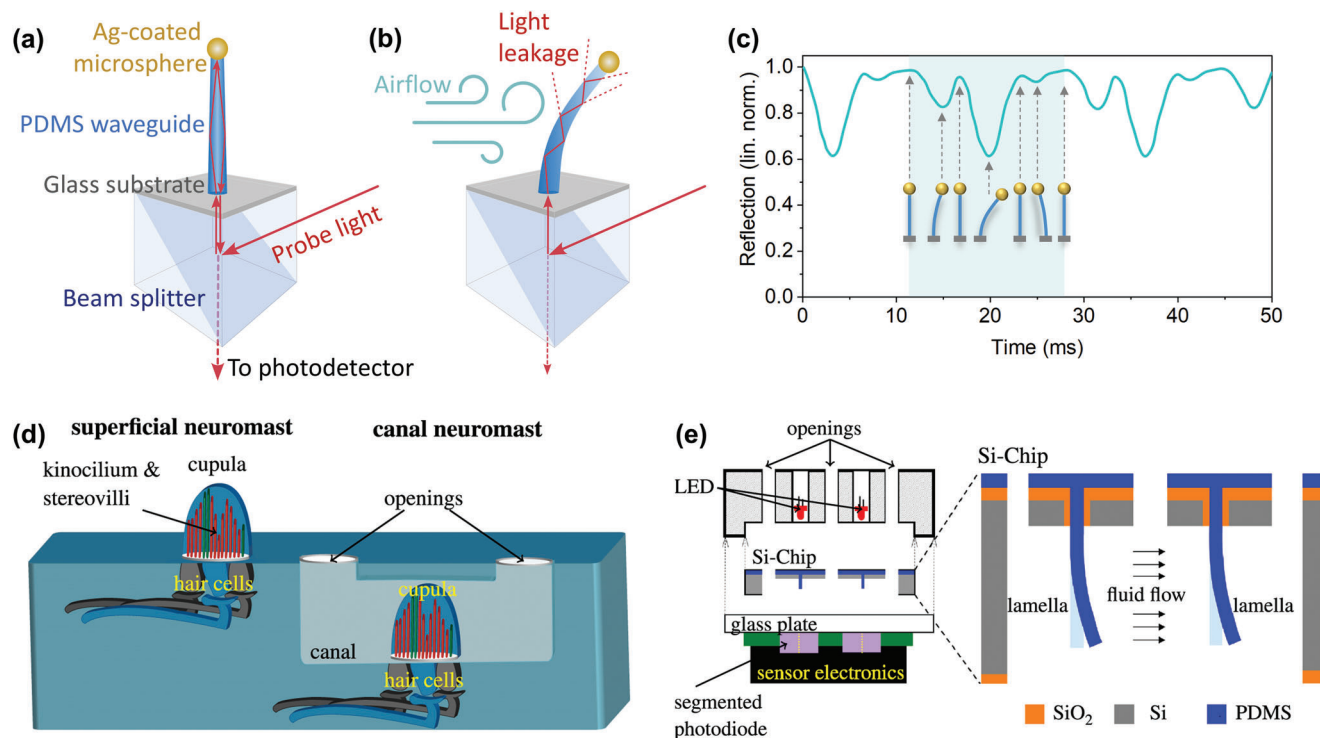 (a)
Ag-coated
microsphere
PDMS waveguide
Glass substrate
Probe light
Beam splitter
To photodetector
(b)
Light
leakage
Airflow
(c)
Reflection (lin. norm.)
1.0
0.8
0.6
0.4
0.2
0.0
0 10 20 30 40 50
Time (ms)
(d)
superficial neuromast
canal neuromast
kinocilium &
stereovilli
cupula
openings
hair cells
cupula
canal
hair cells
(e)
openings
LED
Si-Chip
glass plate
sensor electronics
segmented
photodiode
Si-Chip
lamella
fluid flow
lamella
SiO₂ Si PDMS